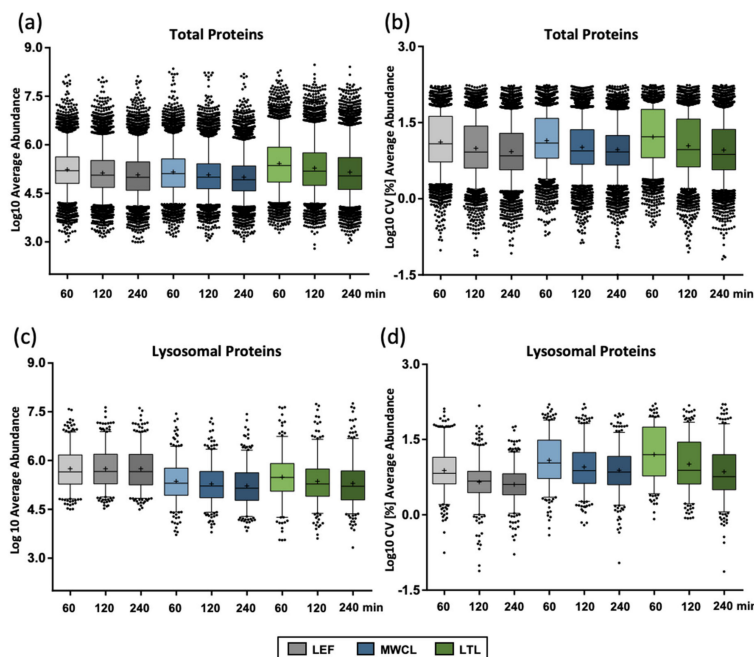 (a)
Total Proteins
Log10 Average Abundance
9.0
7.5
6.0
4.5
3.0
60 120 240 60 120 240 60 120 240 min
(b)
Total Proteins
Log10 CV [%] Average Abundance
3.0
1.5
0.0
-1.5
60 120 240 60 120 240 60 120 240 min
(c)
Lysosomal Proteins
Log 10 Average Abundance
9.0
7.5
6.0
4.5
3.0
60 120 240 60 120 240 60 120 240
(d)
Lysosomal Proteins
Log10 CV [%] Average Abundance
3.0
1.5
0.0
-1.5
60 120 240 60 120 240 60 120 240 min
LEF MWCL LTL